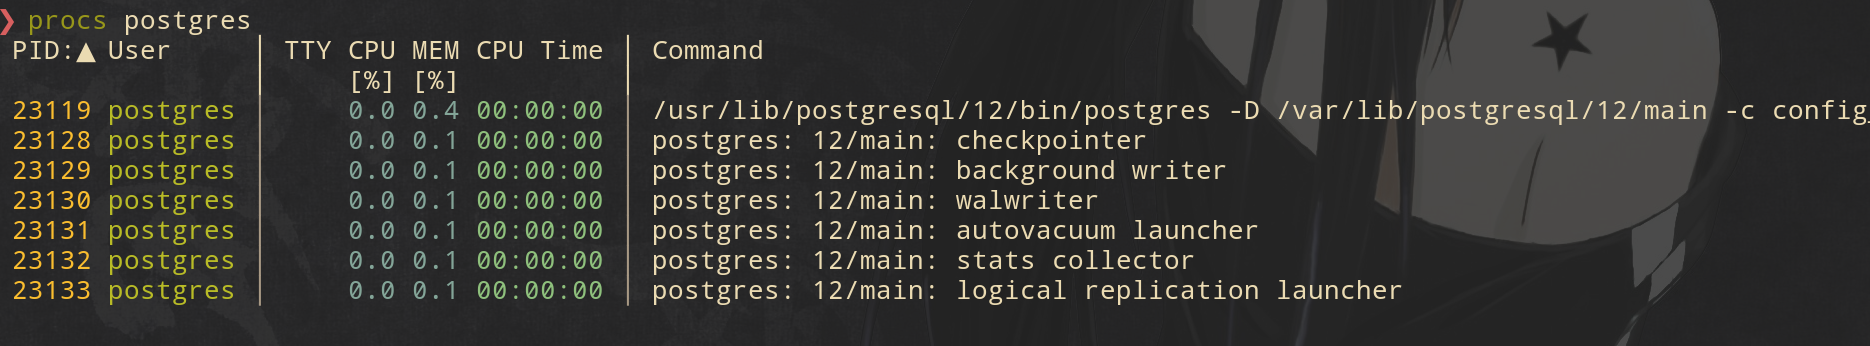 ❯ procs postgres
PID:▲ User │ TTY CPU MEM CPU Time │ Command
│ [%] [%] │
23119 postgres │ 0.0 0.4 00:00:00 │ /usr/lib/postgresql/12/bin/postgres -D /var/lib/postgresql/12/main -c config_
23128 postgres │ 0.0 0.1 00:00:00 │ postgres: 12/main: checkpointer
23129 postgres │ 0.0 0.1 00:00:00 │ postgres: 12/main: background writer
23130 postgres │ 0.0 0.1 00:00:00 │ postgres: 12/main: walwriter
23131 postgres │ 0.0 0.1 00:00:00 │ postgres: 12/main: autovacuum launcher
23132 postgres │ 0.0 0.1 00:00:00 │ postgres: 12/main: stats collector
23133 postgres │ 0.0 0.1 00:00:00 │ postgres: 12/main: logical replication launcher